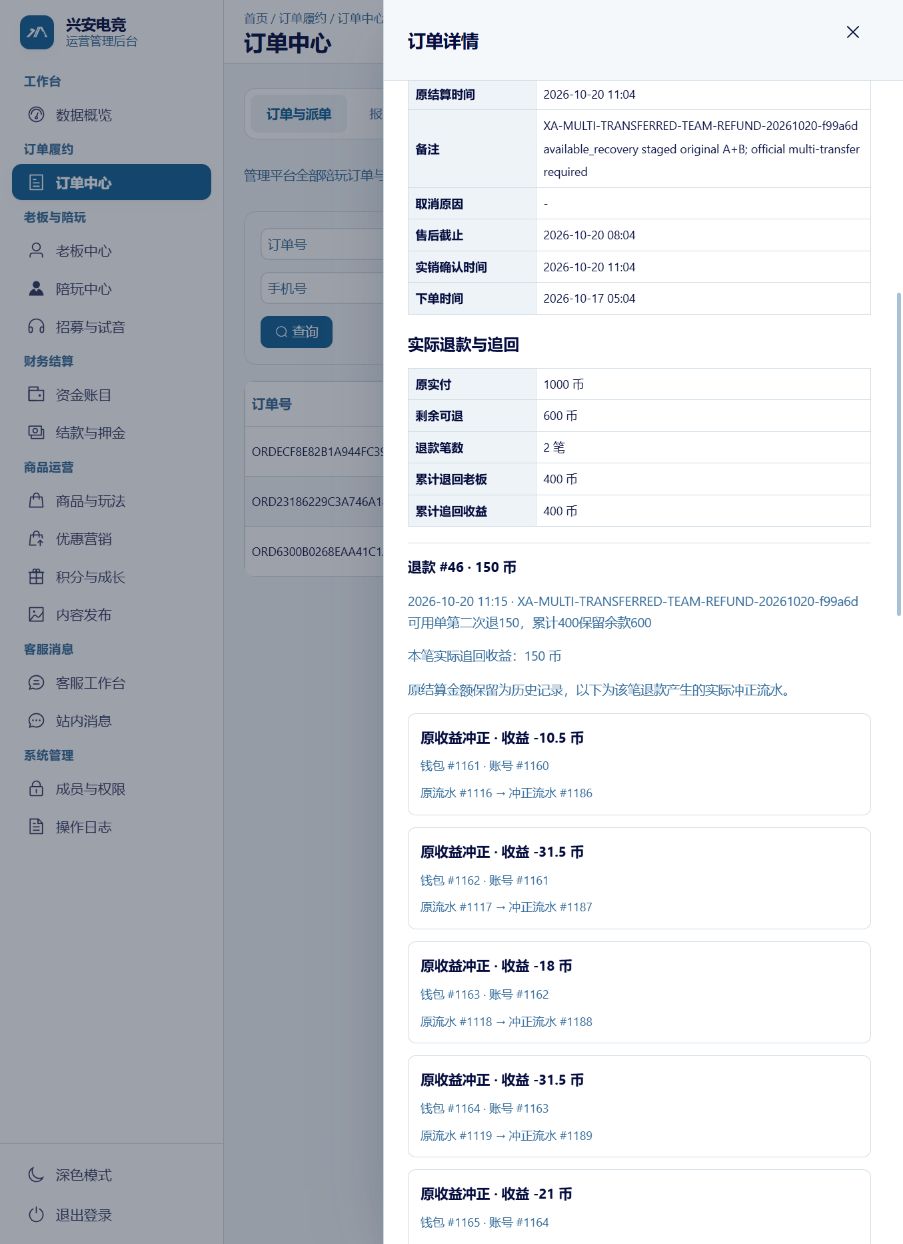 兴安电竞
运营管理后台
工作台
数据概览
订单履约
订单中心
老板与陪玩
老板中心
陪玩中心
招募与试音
财务结算
资金账目
结款与押金
商品运营
商品与玩法
优惠营销
积分与成长
内容发布
客服消息
客服工作台
站内消息
系统管理
成员与权限
操作日志
深色模式
退出登录
首页 / 订单履约 / 订单中心
订单中心
订单与派单
报
管理平台全部陪玩订单与
订单号
手机号
查询
订单号
ORDECF8E82B1A944FC39
ORD23186229C3A746A1
ORD6300B0268EAA41C1
订单详情
原结算时间 2026-10-20 11:04
备注 XA-MULTI-TRANSFERRED-TEAM-REFUND-20261020-f99a6d
available_recovery staged original A+B; official multi-transfer
required
取消原因 -
售后截止 2026-10-20 08:04
实销确认时间 2026-10-20 11:04
下单时间 2026-10-17 05:04
实际退款与追回
原实付 1000 币
剩余可退 600 币
退款笔数 2 笔
累计退回老板 400 币
累计追回收益 400 币
退款 #46 · 150 币
2026-10-20 11:15 · XA-MULTI-TRANSFERRED-TEAM-REFUND-20261020-f99a6d
可用单第二次退150，累计400保留余款600
本笔实际追回收益：150 币
原结算金额保留为历史记录，以下为该笔退款产生的实际冲正流水。
原收益冲正 · 收益 -10.5 币
钱包 #1161 · 账号 #1160
原流水 #1116 → 冲正流水 #1186
原收益冲正 · 收益 -31.5 币
钱包 #1162 · 账号 #1161
原流水 #1117 → 冲正流水 #1187
原收益冲正 · 收益 -18 币
钱包 #1163 · 账号 #1162
原流水 #1118 → 冲正流水 #1188
原收益冲正 · 收益 -31.5 币
钱包 #1164 · 账号 #1163
原流水 #1119 → 冲正流水 #1189
原收益冲正 · 收益 -21 币
钱包 #1165 · 账号 #1164